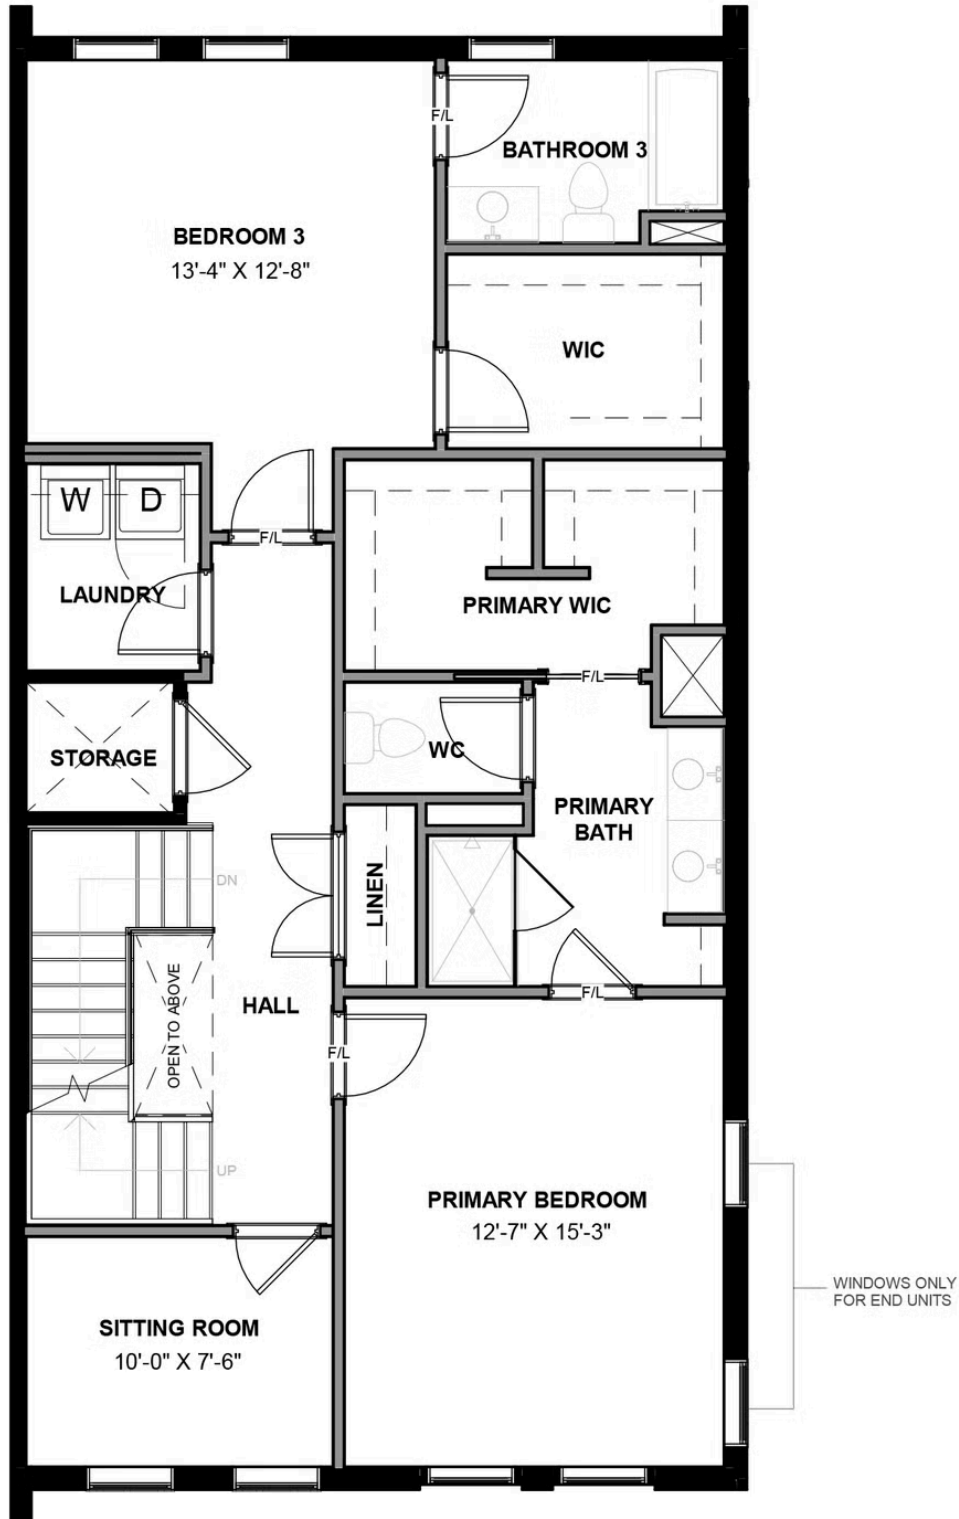 F/L
BATHROOM 3
BEDROOM 3
13'-4" X 12'-8"
WIC
W
D
F/L
LAUNDRY
PRIMARY WIC
F/L
STORAGE
WC
PRIMARY
BATH
DN
LINEN
OPEN TO ABOVE
HALL
F/L
F/L
UP
PRIMARY BEDROOM
12'-7" X 15'-3"
WINDOWS ONLY
FOR END UNITS
SITTING ROOM
10'-0" X 7'-6"